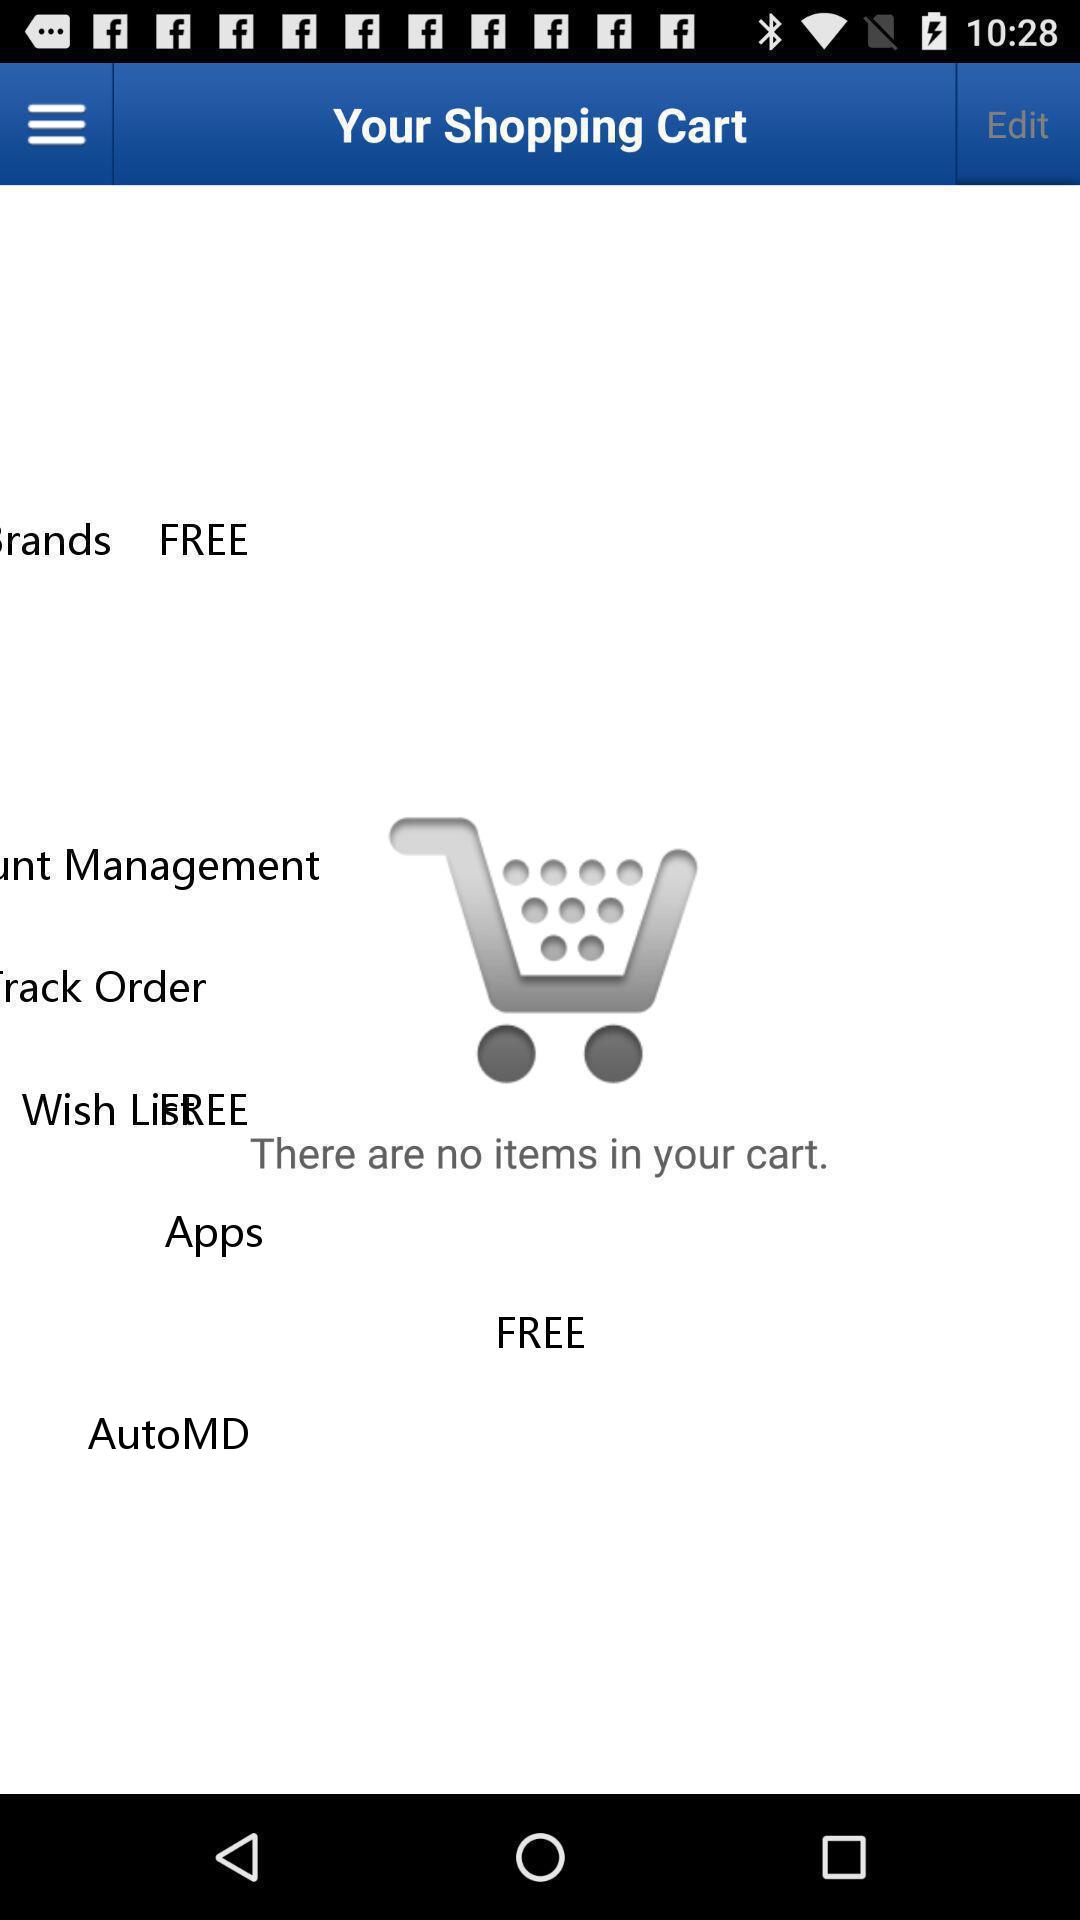 10:28
Your Shopping Cart
Edit
rands FREE
unt Management
Track Order
Wish List FREE
There are no items in your cart.
Apps
FREE
AutoMD